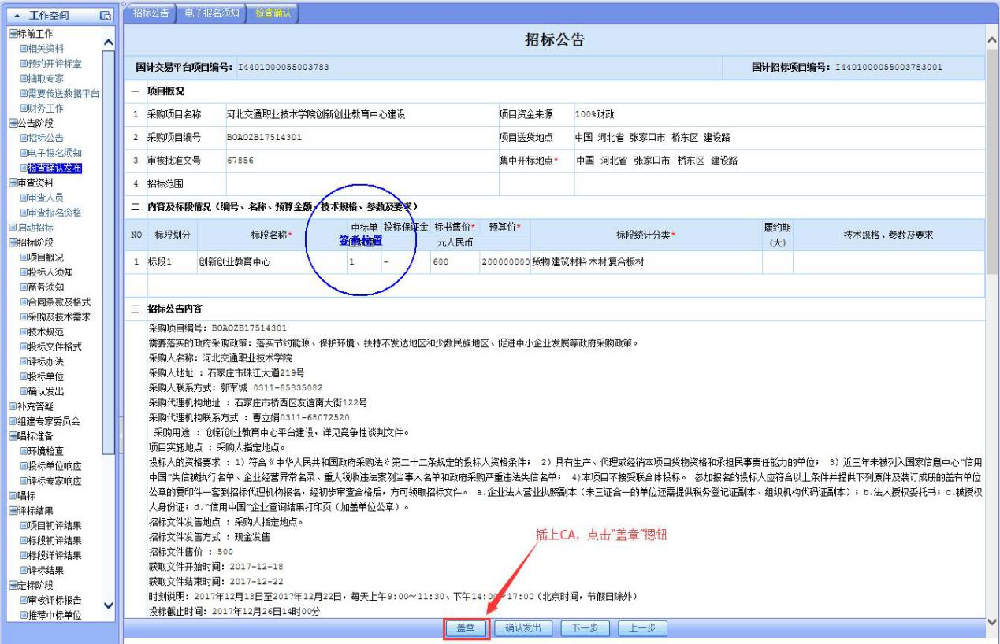 工作空间
标前工作
相关资料
预约开评标室
抽取专家
需要传送数据平台
财务工作
公告阶段
招标公告
电子报名须知
检查确认发布
审查资料
审查人员
审查报名资格
启动招标
招标阶段
项目概况
投标人须知
商务须知
合同条款及格式
采购及技术需求
技术规范
投标文件格式
评标办法
投标单位
确认发出
补充答疑
组建专家委员会
唱标准备
环境检查
投标单位响应
评标专家响应
唱标
评标结果
项目初评结果
标段初评结果
标段详评结果
评标结果
定标阶段
审核评标报告
推荐中标单位
招标公告 电子报名须知 检查确认
招标公告
国计交易平台项目编号: I4401000055003783 国计招标项目编号: I4401000055003783001
一 项目概况
1 采购项目名称 河北交通职业技术学院创新创业教育中心建设 项目资金来源 100%财政
2 采购项目编号 BOAOZB17514301 项目送货地点 中国 河北省 张家口市 桥东区 建设路
3 审核批准文号 67856 集中开标地点* 中国 河北省 张家口市 桥东区 建设路
4 招标范围
二 内容及标段情况(编号、名称、预算金额、技术规格、参数及要求)
NO 标段划分 标段名称* 中标单位数量 投标保证金 标书售价* 预算价* 元人民币 标段统计分类* 履约期(天) 技术规格、参数及要求
签章位置
1 标段1 创新创业教育中心 1 - 600 200000000 货物 建筑材料 木材 复合板材
三 招标公告内容
采购项目编号: BOAOZB17514301
需要落实的政府采购政策: 落实节约能源、保护环境、扶持不发达地区和少数民族地区、促进中小企业发展等政府采购政策。
采购人名称: 河北交通职业技术学院
采购人地址 : 石家庄市珠江大道219号
采购人联系方式: 郭军城 0311-85835082
采购代理机构地址 : 石家庄市桥西区友谊南大街122号
采购代理机构联系方式 : 曹立娟0311-68072520
采购用途 : 创新创业教育中心平台建设，详见竞争性谈判文件。
项目实施地点 : 采购人指定地点。
投标人的资格要求 : 1) 符合《中华人民共和国政府采购法》第二十二条规定的投标人资格条件; 2) 具有生产、代理或经销本项目货物资格和承担民事责任能力的单位; 3) 近三年未被列入国家信息中心“信用
中国”失信被执行名单、企业经营异常名录、重大税收违法案例当事人名单和政府采购严重违法失信名单; 4)本项目不接受联合体投标。 参加报名的投标人应符合以上条件并提供下列原件及装订成册的盖有单位
公章的复印件一套到招标代理机构报名，经初步审查合格后，方可领取招标文件。 a.企业法人营业执照副本(未三证合一的单位还需提供税务登记证副本、组织机构代码证副本); b.法人授权委托书; c.被授权
人身份证; d.“信用中国”企业查询结果打印页(加盖单位公章)。
招标文件发售地点 : 采购人指定地点。
招标文件发售方式 : 现金发售
招标文件售价 : 500
获取文件开始时间: 2017-12-18
获取文件结束时间: 2017-12-22
时刻说明: 2017年12月18日至2017年12月22日，每天上午9:00～11:30、下午14:00～17:00(北京时间，节假日除外)
投标截止时间: 2017年12月26日14时00分
插上CA，点击“盖章”摁钮
盖章 确认发出 下一步 上一步